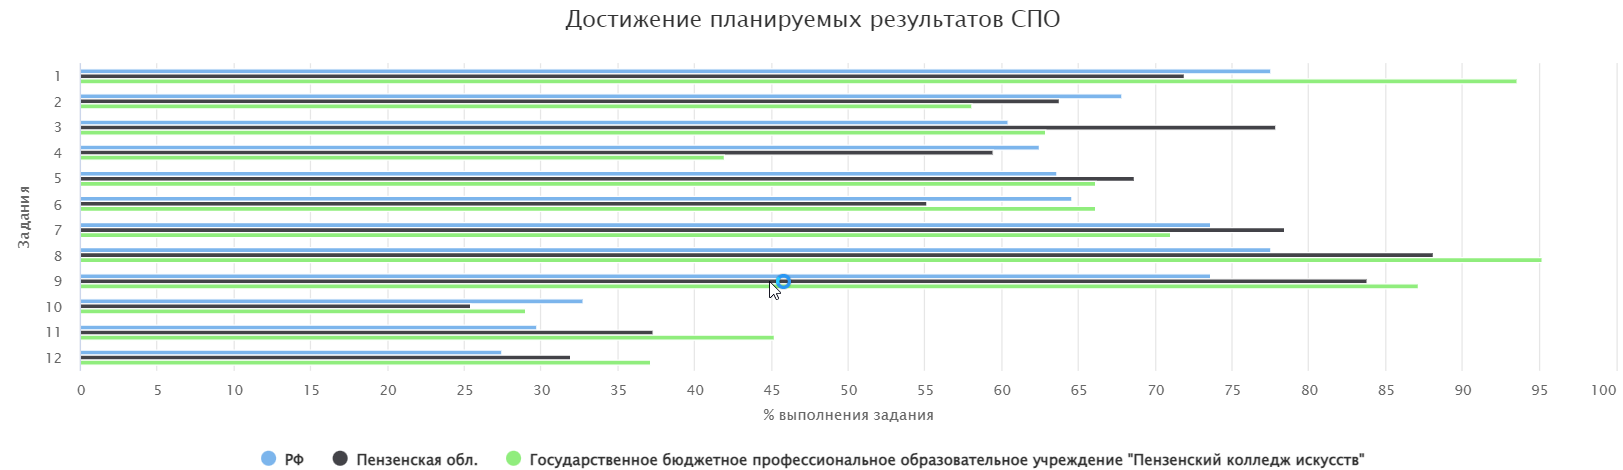 Достижение планируемых результатов СПО
Задания
1
2
3
4
5
6
7
8
9
10
11
12
0 5 10 15 20 25 30 35 40 45 50 55 60 65 70 75 80 85 90 95 100
% выполнения задания
РФ Пензенская обл. Государственное бюджетное профессиональное образовательное учреждение "Пензенский колледж искусств"